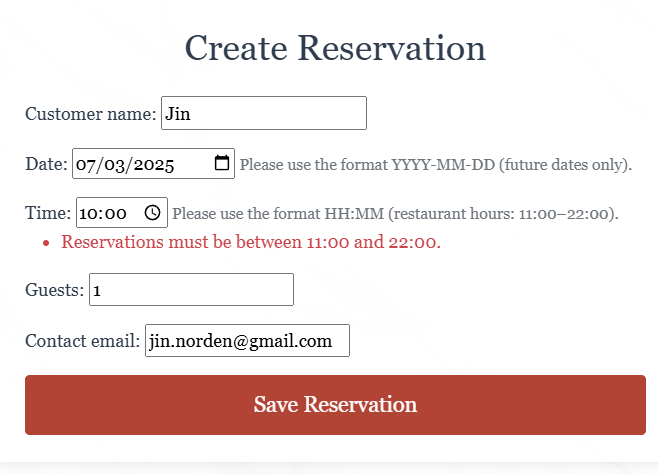 Create Reservation
Customer name: Jin
Date: 07/03/2025 Please use the format YYYY-MM-DD (future dates only).
Time: 10:00 Please use the format HH:MM (restaurant hours: 11:00–22:00).
• Reservations must be between 11:00 and 22:00.
Guests: 1
Contact email: jin.norden@gmail.com
Save Reservation